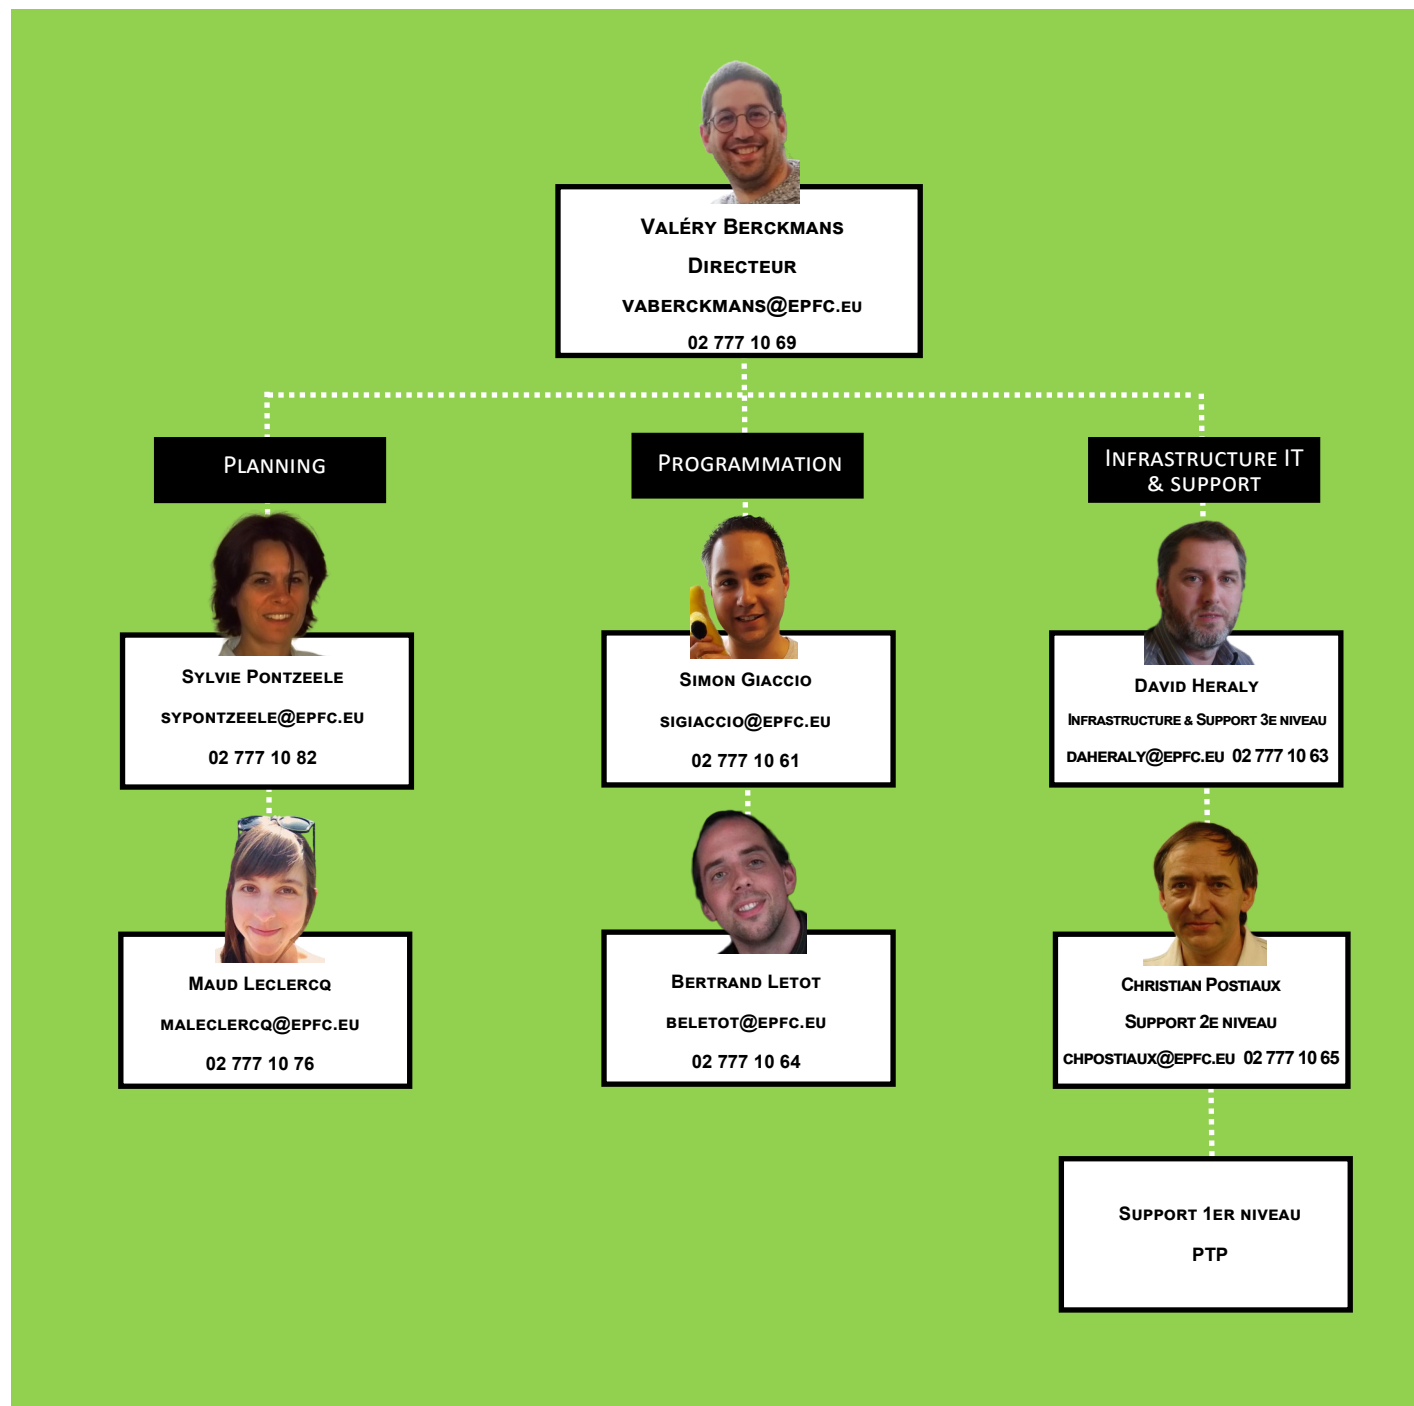 Valéry Berckmans
Directeur
vaberckmans@epfc.eu
02 777 10 69
Planning
Programmation
Infrastructure IT
& support
Sylvie Pontzeele
sypontzeele@epfc.eu
02 777 10 82
Simon Giaccio
sigiaccio@epfc.eu
02 777 10 61
David Heraly
Infrastructure & Support 3e niveau
daheraly@epfc.eu 02 777 10 63
Maud Leclercq
maleclercq@epfc.eu
02 777 10 76
Bertrand Letot
beletot@epfc.eu
02 777 10 64
Christian Postiaux
Support 2e niveau
chpostiaux@epfc.eu 02 777 10 65
Support 1er niveau
PTP